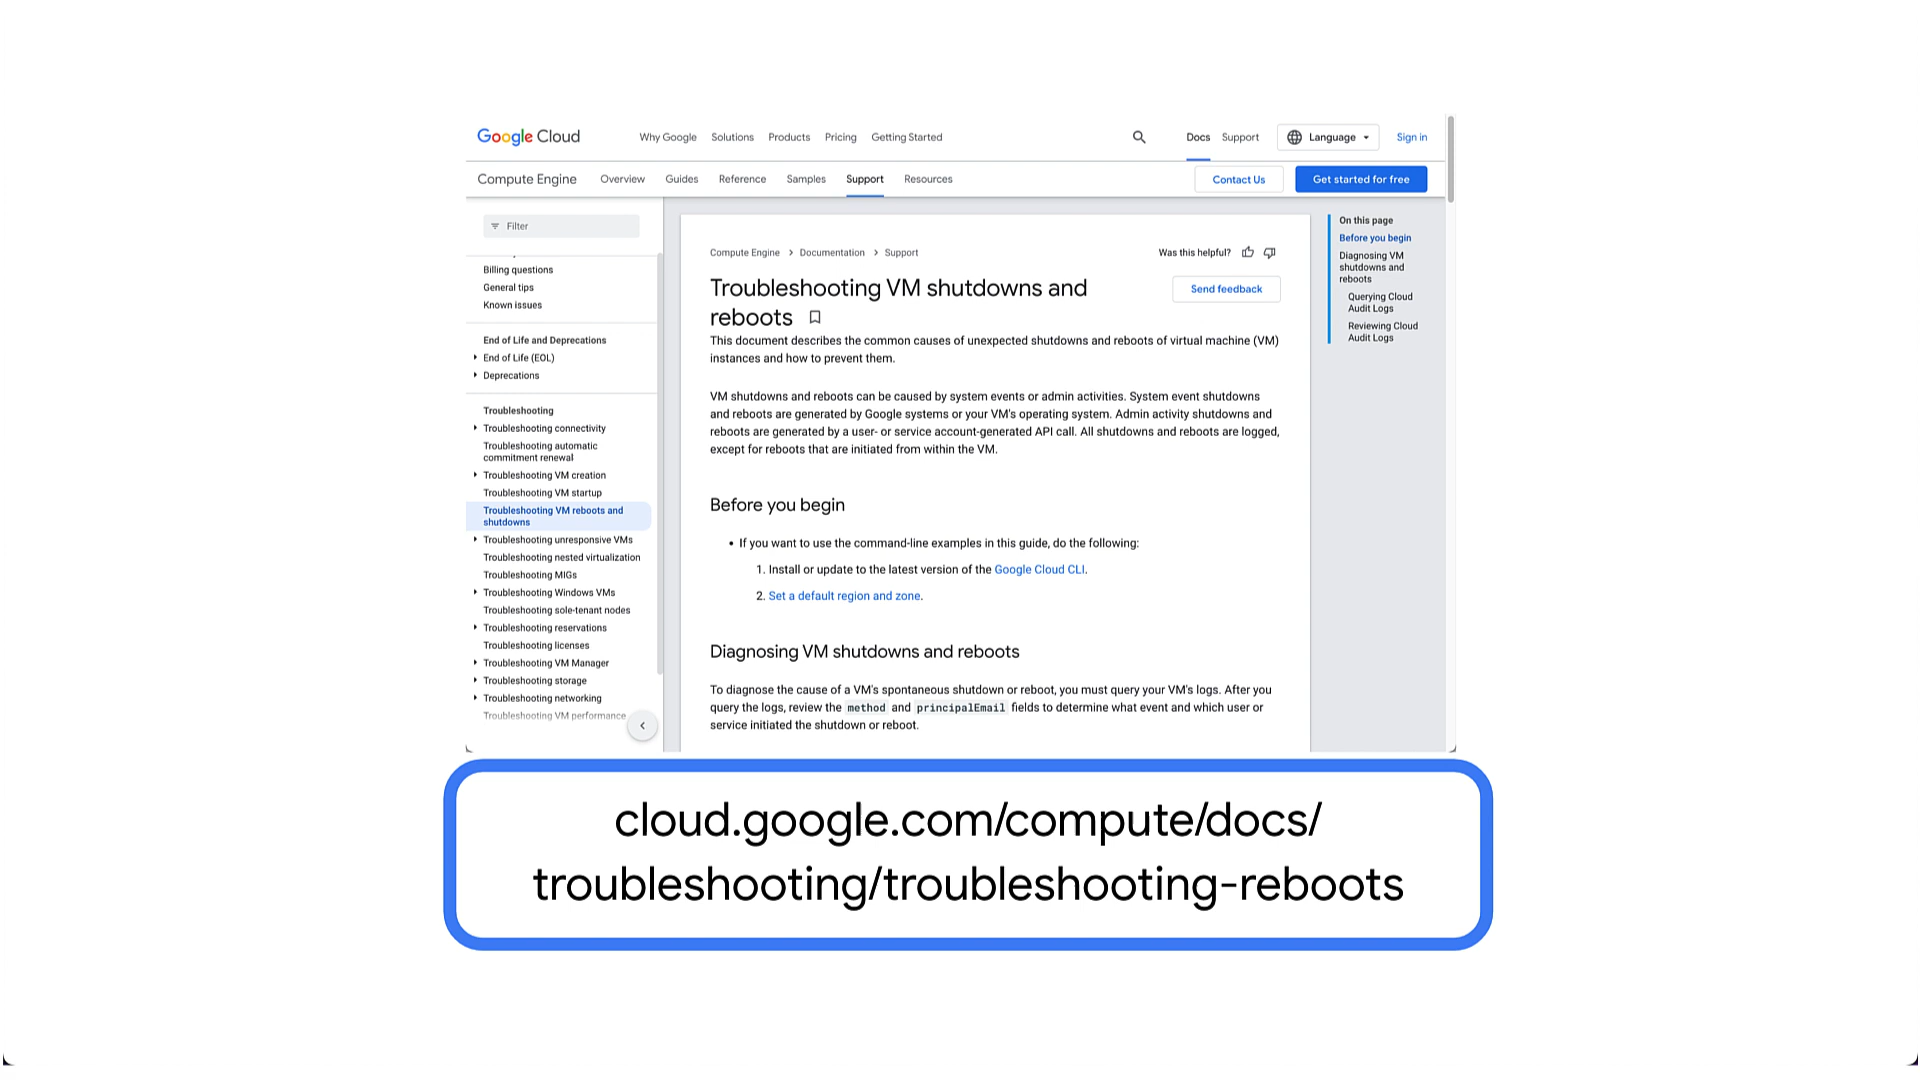 Google Cloud
Why Google
Solutions
Products
Pricing
Getting Started
Docs
Support
Language
Sign in
Compute Engine
Overview
Guides
Reference
Samples
Support
Resources
Contact Us
Get started for free
Filter
Billing questions
General tips
Known issues
End of Life and Deprecations
End of Life (EOL)
Deprecations
Troubleshooting
Troubleshooting connectivity
Troubleshooting automatic
commitment renewal
Troubleshooting VM creation
Troubleshooting VM startup
Troubleshooting VM reboots and
shutdowns
Troubleshooting unresponsive VMs
Troubleshooting nested virtualization
Troubleshooting MIGs
Troubleshooting Windows VMs
Troubleshooting sole-tenant nodes
Troubleshooting reservations
Troubleshooting licenses
Troubleshooting VM Manager
Troubleshooting storage
Troubleshooting networking
Troubleshooting VM performance
Compute Engine > Documentation > Support
Was this helpful?
Troubleshooting VM shutdowns and
reboots
Send feedback
This document describes the common causes of unexpected shutdowns and reboots of virtual machine (VM)
instances and how to prevent them.
VM shutdowns and reboots can be caused by system events or admin activities. System event shutdowns
and reboots are generated by Google systems or your VM's operating system. Admin activity shutdowns and
reboots are generated by a user- or service account-generated API call. All shutdowns and reboots are logged,
except for reboots that are initiated from within the VM.
Before you begin
• If you want to use the command-line examples in this guide, do the following:
1. Install or update to the latest version of the Google Cloud CLI.
2. Set a default region and zone.
Diagnosing VM shutdowns and reboots
To diagnose the cause of a VM's spontaneous shutdown or reboot, you must query your VM's logs. After you
query the logs, review the method and principalEmail fields to determine what event and which user or
service initiated the shutdown or reboot.
On this page
Before you begin
Diagnosing VM
shutdowns and
reboots
Querying Cloud
Audit Logs
Reviewing Cloud
Audit Logs
cloud.google.com/compute/docs/
troubleshooting/troubleshooting-reboots